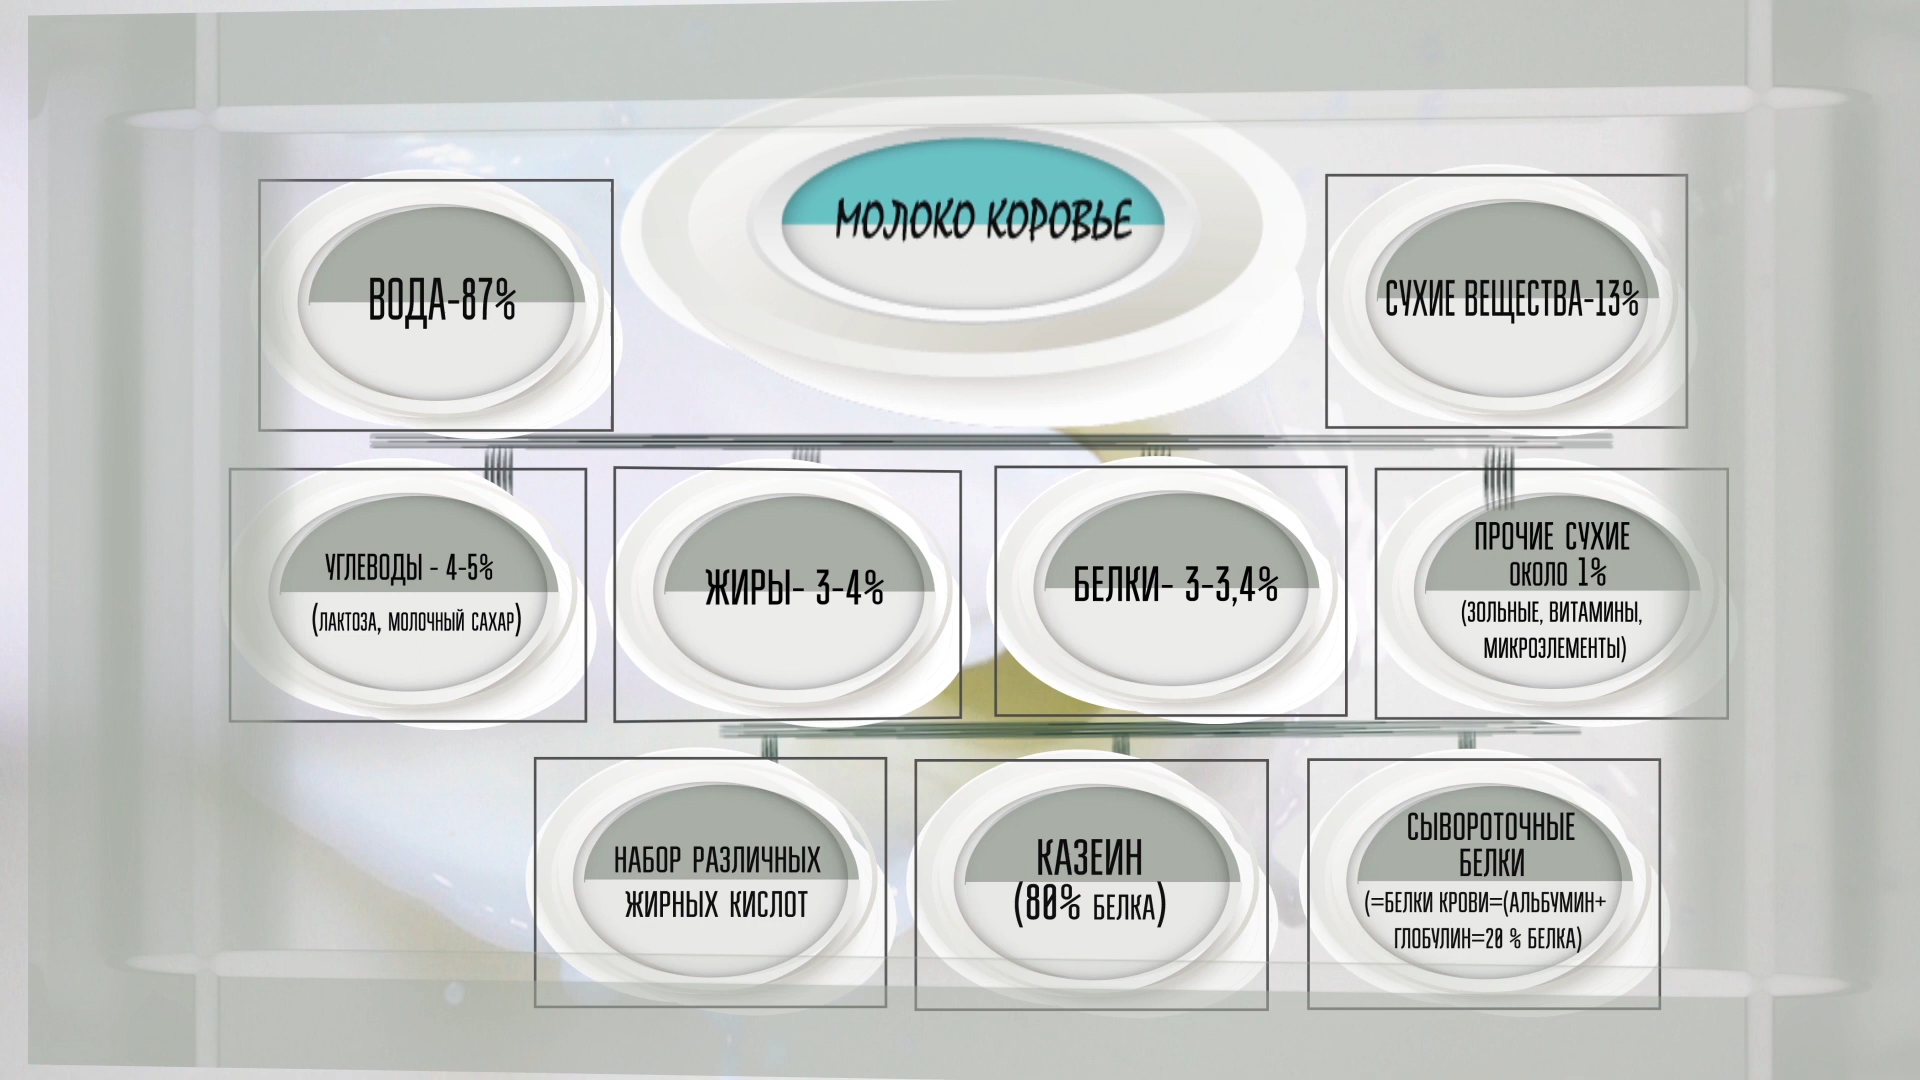 МОЛОКО КОРОВЬЕ
ВОДА-87%
СУХИЕ ВЕЩЕСТВА-13%
УГЛЕВОДЫ - 4-5%
(ЛАКТОЗА, МОЛОЧНЫЙ САХАР)
ЖИРЫ- 3-4%
БЕЛКИ- 3-3,4%
ПРОЧИЕ СУХИЕ
ОКОЛО 1%
(ЗОЛЬНЫЕ, ВИТАМИНЫ,
МИКРОЭЛЕМЕНТЫ)
НАБОР РАЗЛИЧНЫХ
ЖИРНЫХ КИСЛОТ
КАЗЕИН
(80% БЕЛКА)
СЫВОРОТОЧНЫЕ
БЕЛКИ
(=БЕЛКИ КРОВИ=(АЛЬБУМИН+
ГЛОБУЛИН=20 % БЕЛКА)